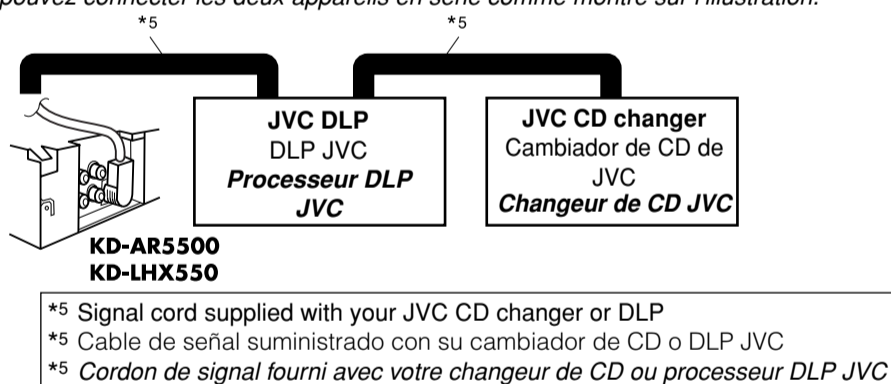 pouvez connecter les deux appareils en série comme montré sur l'illustration.
*5
*5
JVC DLP
DLP JVC
Processeur DLP
JVC
JVC CD changer
Cambiador de CD de
JVC
Changeur de CD JVC
KD-AR5500
KD-LHX550
*5 Signal cord supplied with your JVC CD changer or DLP
*5 Cable de señal suministrado con su cambiador de CD o DLP JVC
*5 Cordon de signal fourni avec votre changeur de CD ou processeur DLP JVC